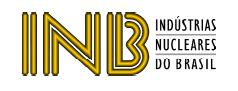 INB
INDÚSTRIAS
NUCLEARES
DO BRASIL